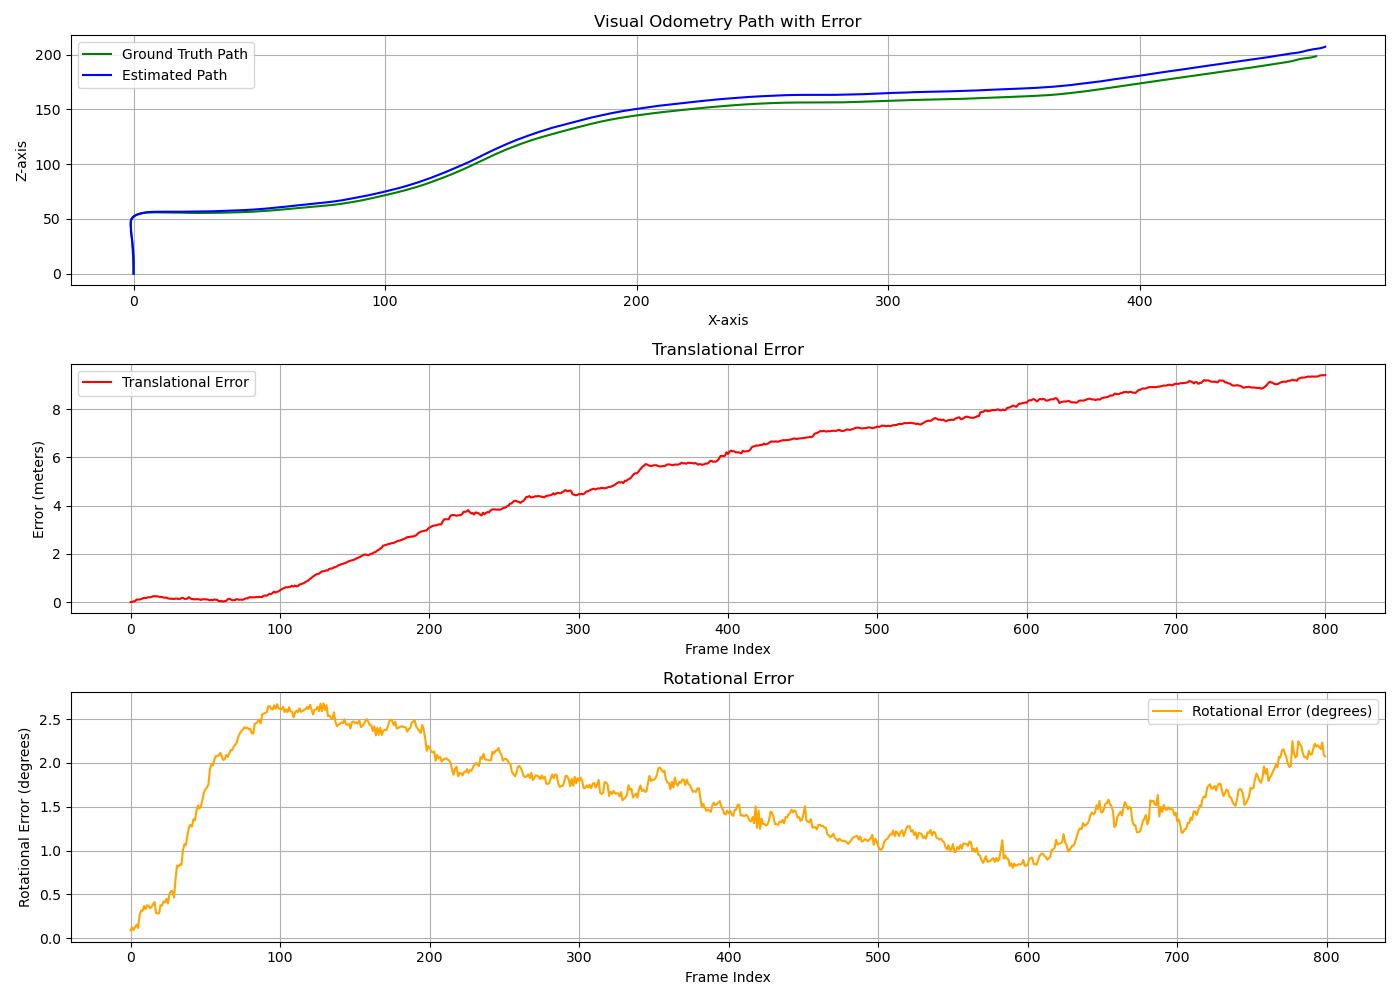 Visual Odometry Path with Error
Ground Truth Path
Estimated Path
Z-axis
200
150
100
50
0
0 100 200 300 400
X-axis
Translational Error
Translational Error
Error (meters)
8
6
4
2
0
0 100 200 300 400 500 600 700 800
Frame Index
Rotational Error
Rotational Error (degrees)
Rotational Error (degrees)
2.5
2.0
1.5
1.0
0.5
0.0
0 100 200 300 400 500 600 700 800
Frame Index